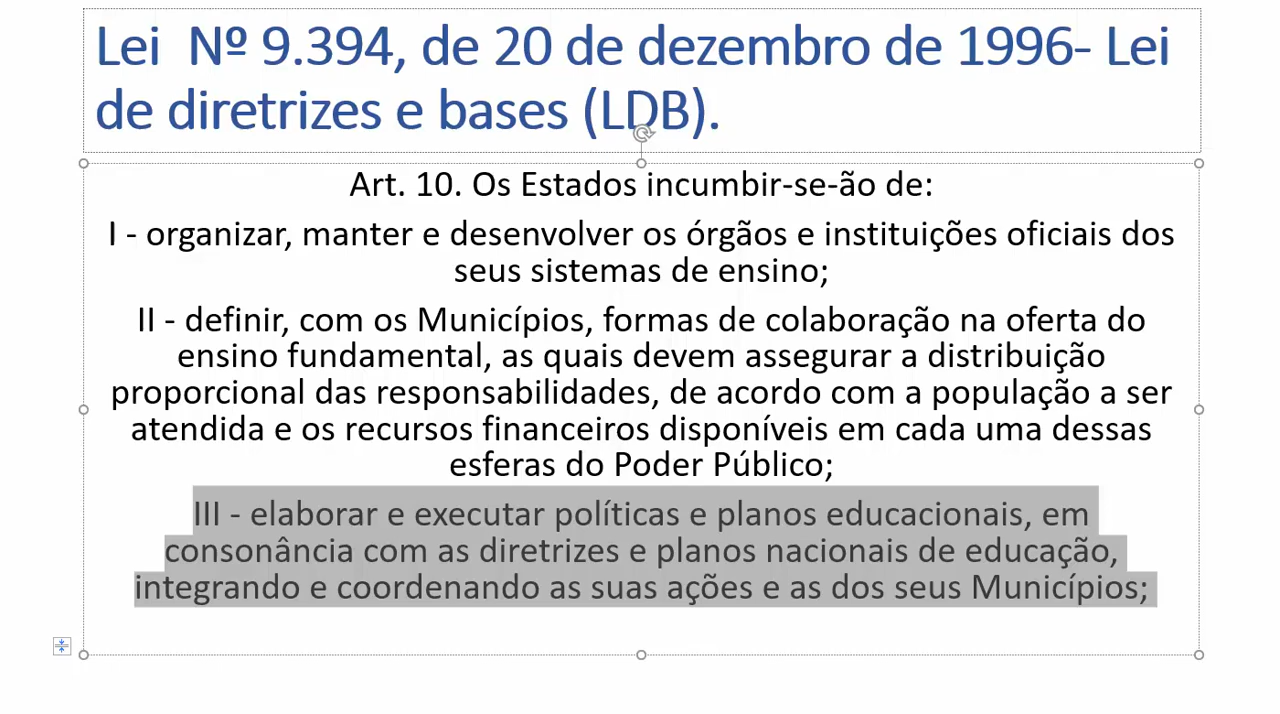 Lei  Nº 9.394, de 20 de dezembro de 1996- Lei
de diretrizes e bases (LDB).
Art. 10. Os Estados incumbir-se-ão de:
I - organizar, manter e desenvolver os órgãos e instituições oficiais dos
seus sistemas de ensino;
II - definir, com os Municípios, formas de colaboração na oferta do
ensino fundamental, as quais devem assegurar a distribuição
proporcional das responsabilidades, de acordo com a população a ser
atendida e os recursos financeiros disponíveis em cada uma dessas
esferas do Poder Público;
III - elaborar e executar políticas e planos educacionais, em
consonância com as diretrizes e planos nacionais de educação,
integrando e coordenando as suas ações e as dos seus Municípios;